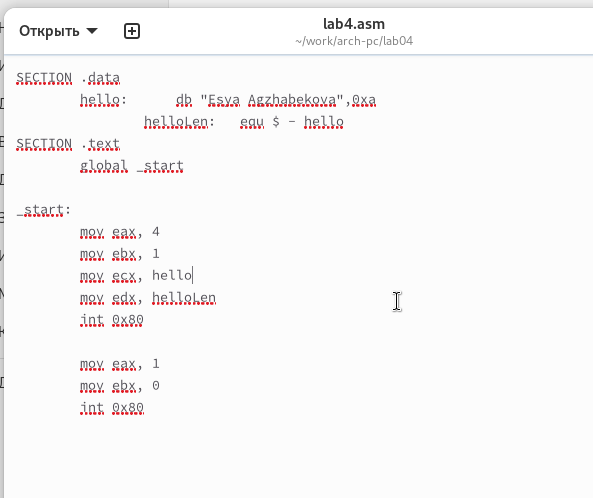 Открыть
lab4.asm
~/work/arch-pc/lab04
SECTION .data
hello: db "Esya Agzhabekova",0xa
helloLen: equ $ - hello
SECTION .text
global _start
_start:
mov eax, 4
mov ebx, 1
mov ecx, hello
mov edx, helloLen
int 0x80
mov eax, 1
mov ebx, 0
int 0x80